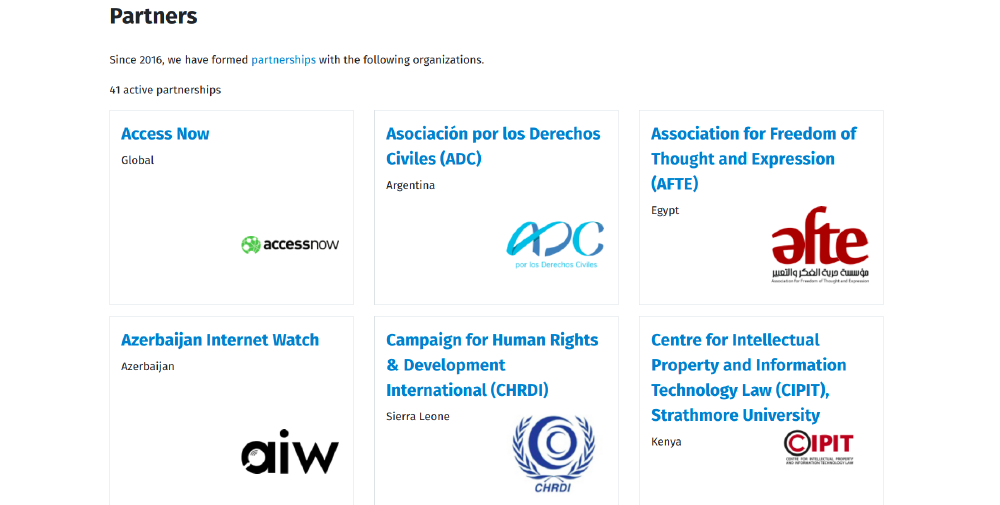 Partners
Since 2016, we have formed partnerships with the following organizations.
41 active partnerships
Access Now
Global
accessnow
Asociación por los Derechos
Civiles (ADC)
Argentina
ADC
por los Derechos Civiles
Association for Freedom of
Thought and Expression
(AFTE)
Egypt
afte
مؤسسة حرية الفكر والتعبير
Association for Freedom of Thought and Expression
Azerbaijan Internet Watch
Azerbaijan
aiw
Campaign for Human Rights
& Development
International (CHRDI)
Sierra Leone
CHRDI
Centre for Intellectual
Property and Information
Technology Law (CIPIT),
Strathmore University
Kenya
CIPIT
CENTRE FOR INTELLECTUAL PROPERTY
AND INFORMATION TECHNOLOGY LAW